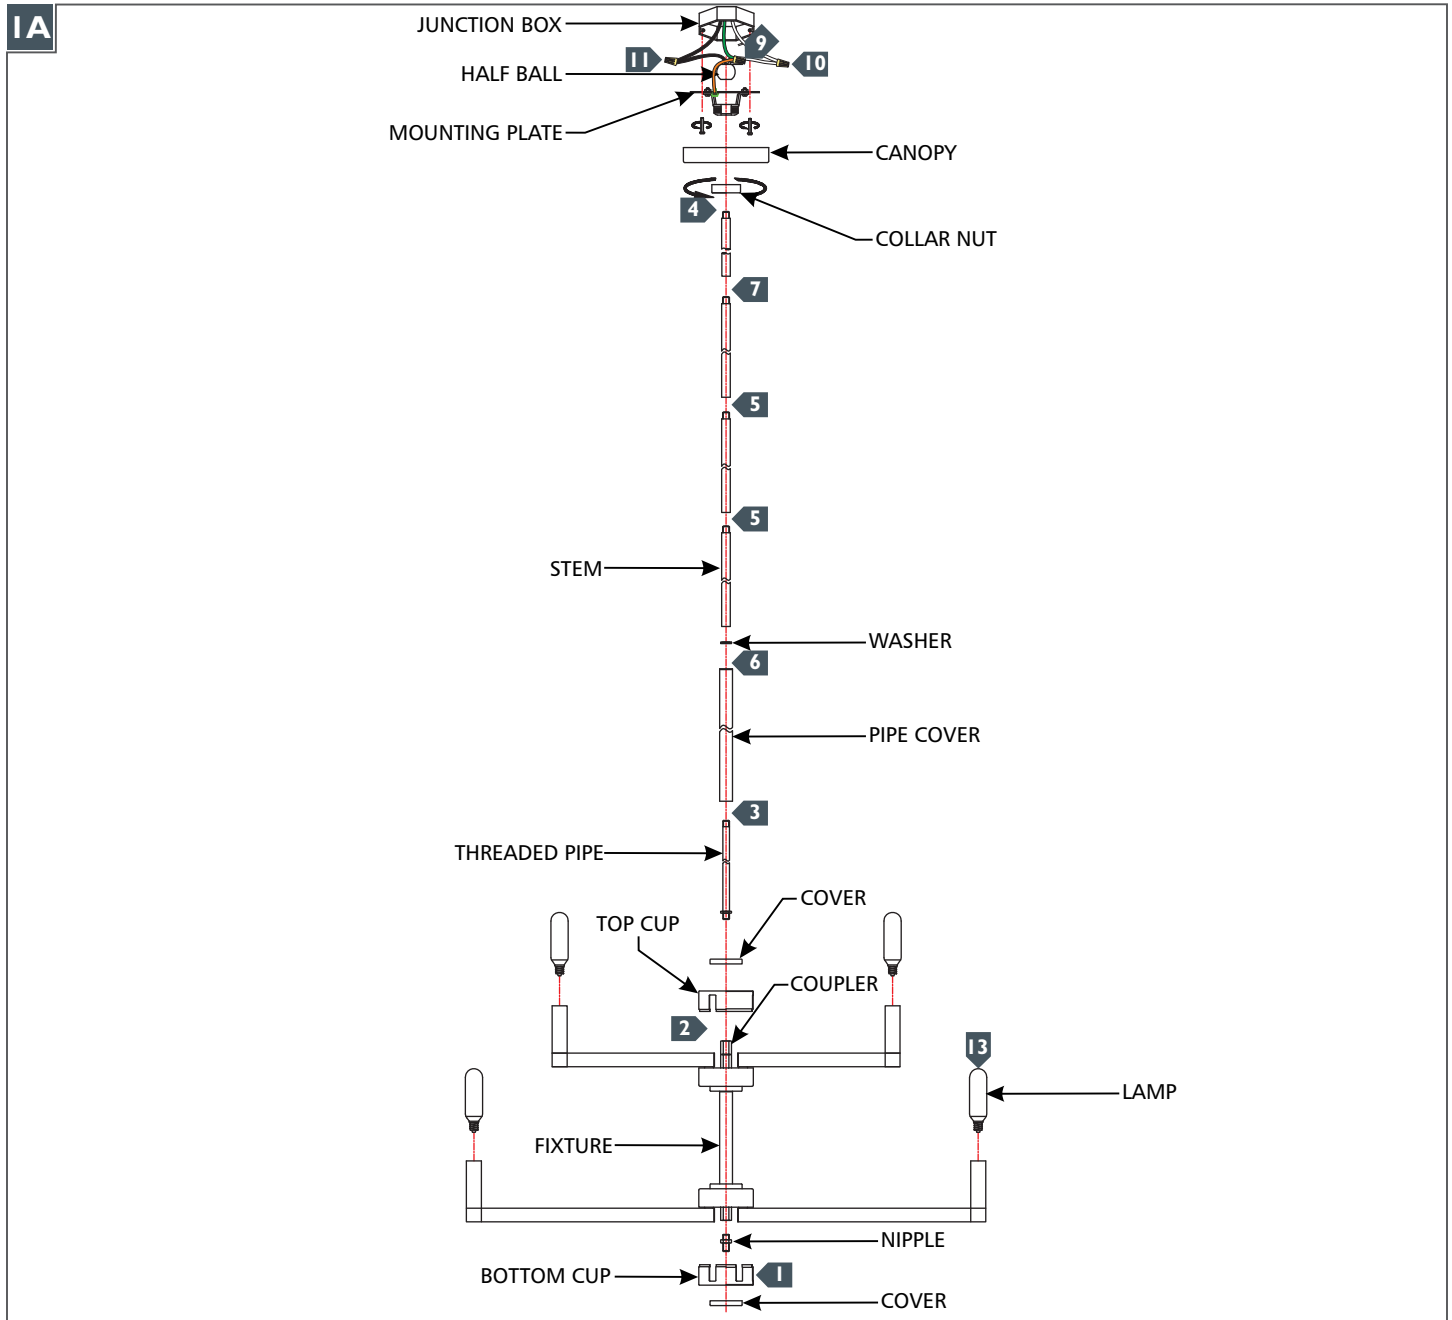 1A
JUNCTION BOX
9
11
10
HALF BALL
MOUNTING PLATE
CANOPY
4
COLLAR NUT
7
5
5
STEM
WASHER
6
PIPE COVER
3
THREADED PIPE
COVER
TOP CUP
COUPLER
2
13
LAMP
FIXTURE
NIPPLE
BOTTOM CUP
1
COVER